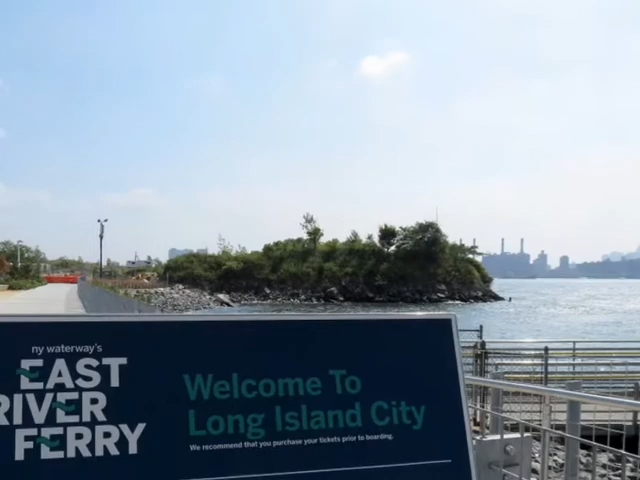 ny waterway's
EAST
RIVER
FERRY
Welcome To
Long Island City
We recommend that you purchase your tickets prior to boarding.